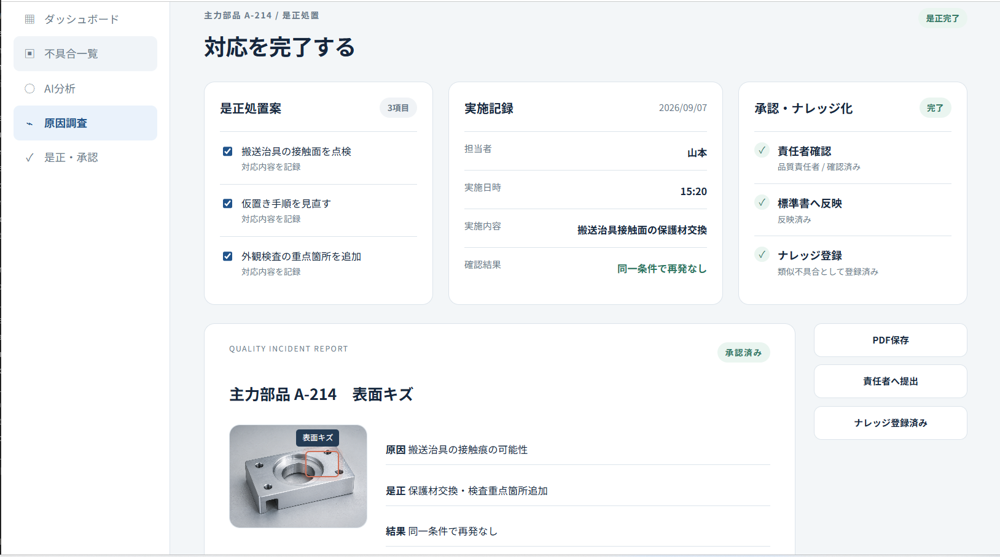 ダッシュボード
不具合一覧
AI分析
原因調査
是正・承認
主力部品 A-214 / 是正処置
是正完了
対応を完了する
是正処置案
3項目
搬送治具の接触面を点検
対応内容を記録
仮置き手順を見直す
対応内容を記録
外観検査の重点箇所を追加
対応内容を記録
実施記録
2026/09/07
担当者
山本
実施日時
15:20
実施内容
搬送治具接触面の保護材交換
確認結果
同一条件で再発なし
承認・ナレッジ化
完了
責任者確認
品質責任者 / 確認済み
標準書へ反映
反映済み
ナレッジ登録
類似不具合として登録済み
QUALITY INCIDENT REPORT
承認済み
主力部品 A-214　表面キズ
表面キズ
原因 搬送治具の接触痕の可能性
是正 保護材交換・検査重点箇所追加
結果 同一条件で再発なし
PDF保存
責任者へ提出
ナレッジ登録済み